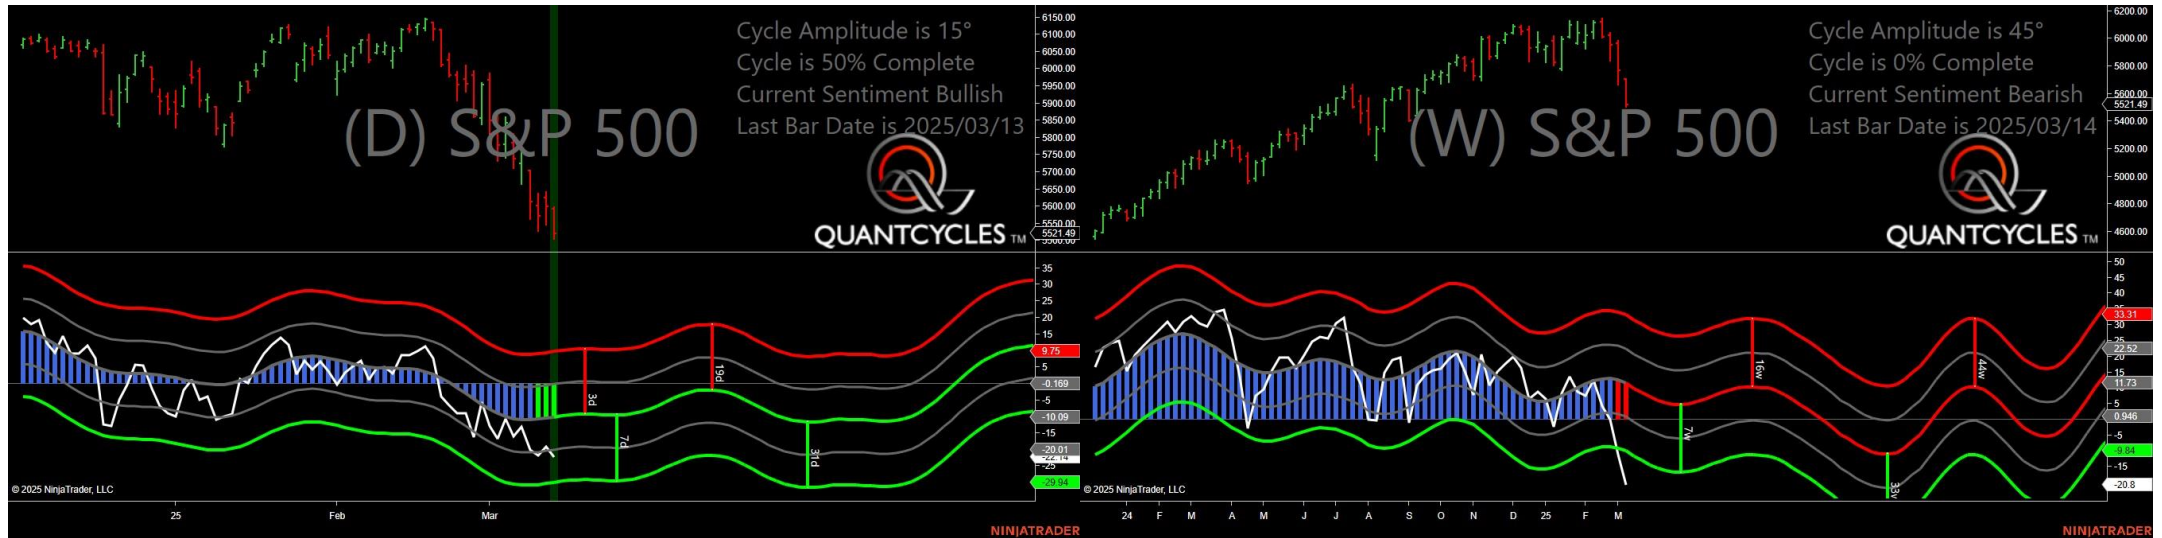 Cycle Amplitude is 15°
Cycle is 50% Complete
Current Sentiment Bullish
Last Bar Date is 2025/03/13
(D) S&P 500
QUANTCYCLES TM
6150.00
6100.00
6050.00
6000.00
5950.00
5900.00
5850.00
5800.00
5750.00
5700.00
5650.00
5600.00
5550.00
5521.49
35
30
25
20
15
9.75
5
-0.169
-5
-10.09
-15
-20.01
-22.14
-25
-29.94
3d
19d
7d
31d
© 2025 NinjaTrader, LLC
25
Feb
Mar
NINJATRADER
Cycle Amplitude is 45°
Cycle is 0% Complete
Current Sentiment Bearish
Last Bar Date is 2025/03/14
(W) S&P 500
QUANTCYCLES TM
6200.00
6000.00
5800.00
5600.00
5521.49
5400.00
5200.00
5000.00
4800.00
4600.00
50
45
40
33.31
30
22.52
20
15
11.73
5
0.946
-5
-9.84
-15
-20.8
16w
44w
7w
33w
© 2025 NinjaTrader, LLC
24
F
M
A
M
J
J
A
S
O
N
D
25
F
M
NINJATRADER